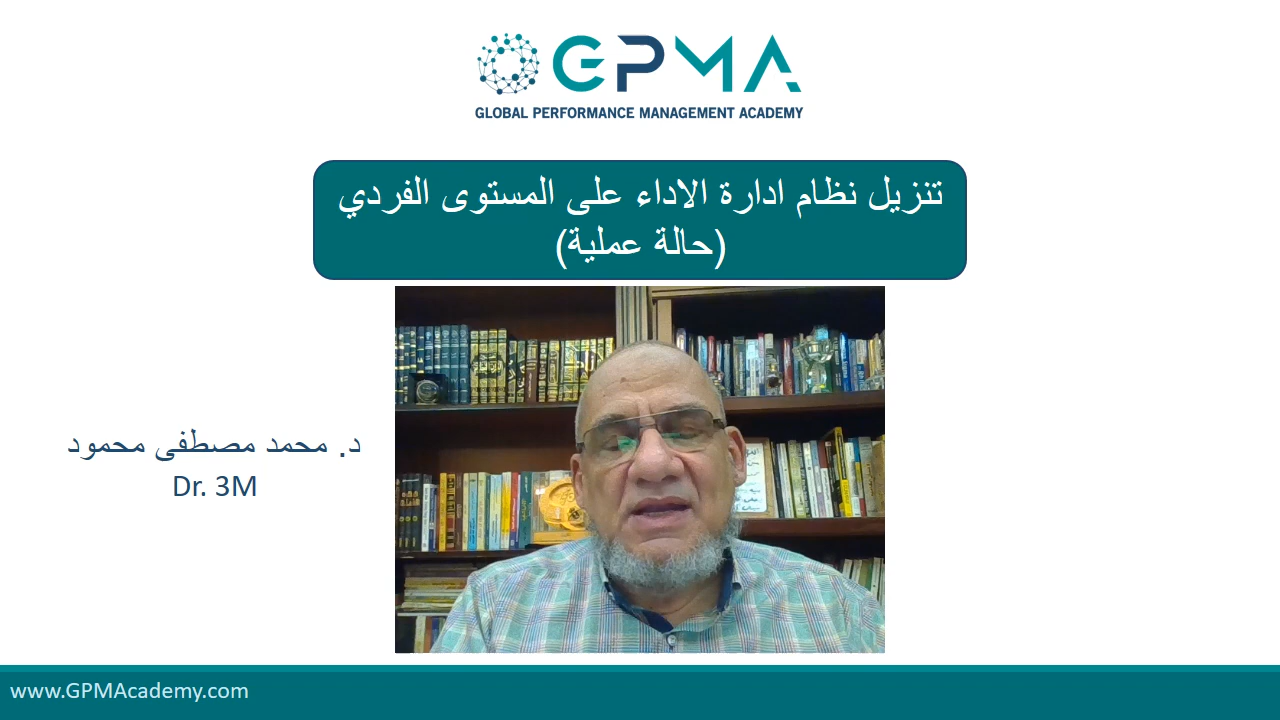 GPMA
GLOBAL PERFORMANCE MANAGEMENT ACADEMY
تنزيل نظام ادارة الاداء على المستوى الفردي
(حالة عملية)
د. محمد مصطفى محمود
Dr. 3M
www.GPMAcademy.com